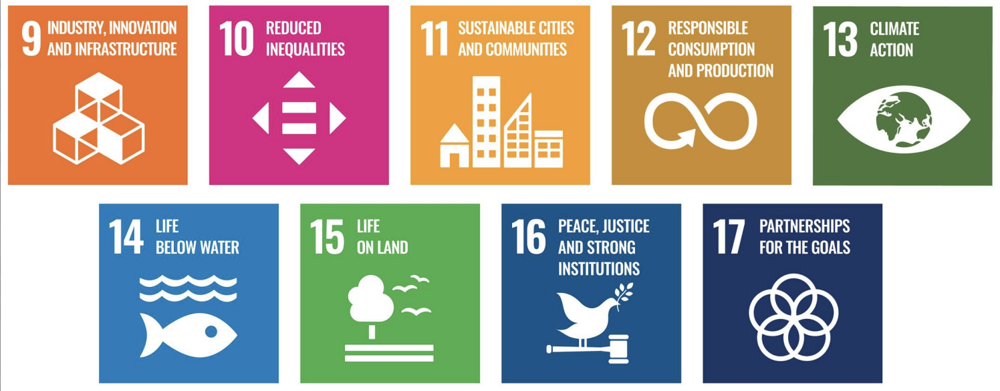 9 INDUSTRY, INNOVATION
AND INFRASTRUCTURE
10 REDUCED
INEQUALITIES
11 SUSTAINABLE CITIES
AND COMMUNITIES
12 RESPONSIBLE
CONSUMPTION
AND PRODUCTION
13 CLIMATE
ACTION
14 LIFE
BELOW WATER
15 LIFE
ON LAND
16 PEACE, JUSTICE
AND STRONG
INSTITUTIONS
17 PARTNERSHIPS
FOR THE GOALS